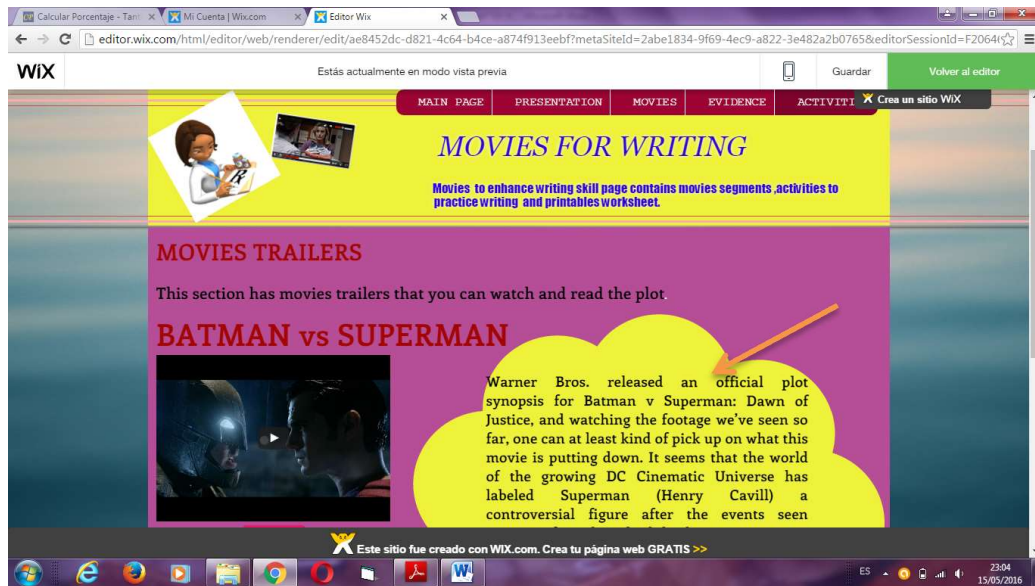 Calcular Porcentaje - Tant
Mi Cuenta | Wix.com
Editor Wix
editor.wix.com/html/editor/web/renderer/edit/ae8452dc-d821-4c64-b4ce-a874f913eebf?metaSiteId=2abe1834-9f69-4ec9-a822-3e482a2b0765&editorSessionId=F2064
WiX
Estás actualmente en modo vista previa
Guardar
Volver al editor
Crea un sitio WiX
MAIN PAGE PRESENTATION MOVIES EVIDENCE ACTIVITI
MOVIES FOR WRITING
Movies to enhance writing skill page contains movies segments ,activities to
practice writing and printables worksheet.
MOVIES TRAILERS
This section has movies trailers that you can watch and read the plot.
BATMAN vs SUPERMAN
Warner Bros. released an official plot
synopsis for Batman v Superman: Dawn of
Justice, and watching the footage we've seen so
far, one can at least kind of pick up on what this
movie is putting down. It seems that the world
of the growing DC Cinematic Universe has
labeled Superman (Henry Cavill) a
controversial figure after the events seen
Este sitio fue creado con WIX.com. Crea tu página web GRATIS >>
ES
23:04
15/05/2016